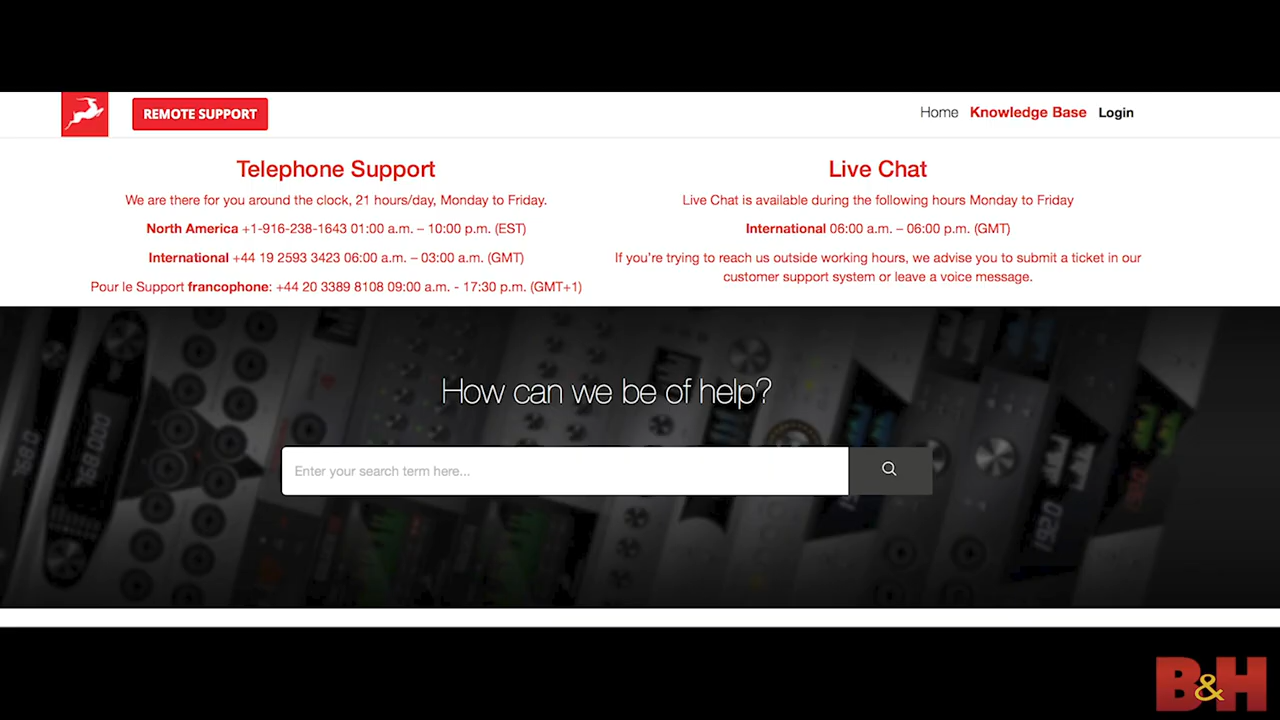 REMOTE SUPPORT
Home Knowledge Base Login
Telephone Support
We are there for you around the clock, 21 hours/day, Monday to Friday.
North America +1-916-238-1643 01:00 a.m. – 10:00 p.m. (EST)
International +44 19 2593 3423 06:00 a.m. – 03:00 a.m. (GMT)
Pour le Support francophone: +44 20 3389 8108 09:00 a.m. - 17:30 p.m. (GMT+1)
Live Chat
Live Chat is available during the following hours Monday to Friday
International 06:00 a.m. – 06:00 p.m. (GMT)
If you're trying to reach us outside working hours, we advise you to submit a ticket in our
customer support system or leave a voice message.
How can we be of help?
Enter your search term here...
768.000
192.0
B&H